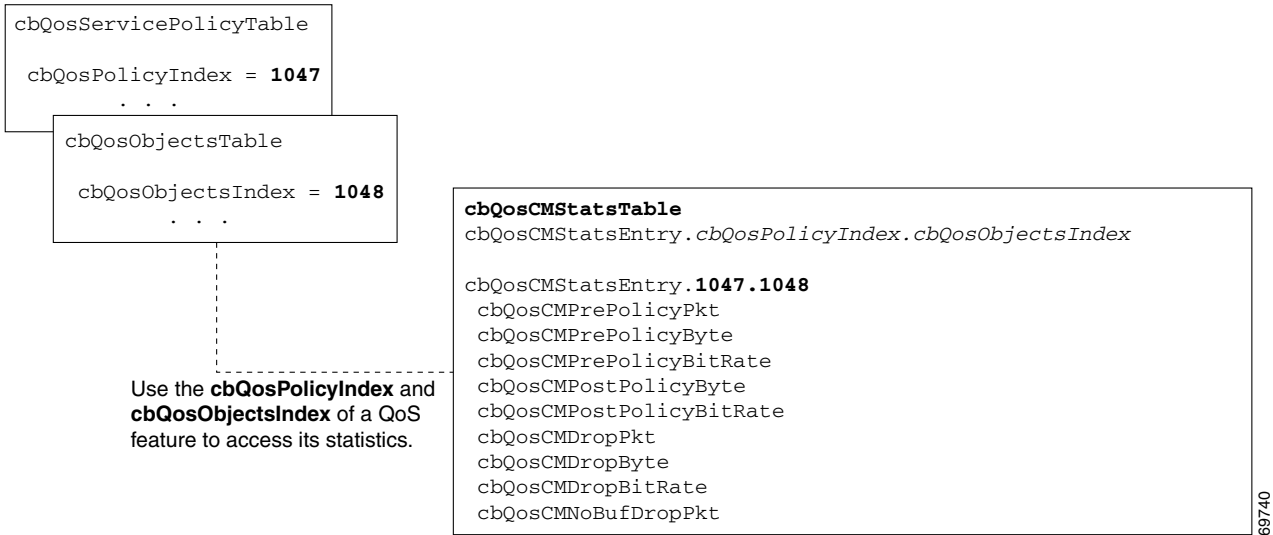 cbQosServicePolicyTable
cbQosPolicyIndex = 1047
. . .
cbQosObjectsTable
cbQosObjectsIndex = 1048
. . .
Use the cbQosPolicyIndex and
cbQosObjectsIndex of a QoS
feature to access its statistics.
cbQosCMStatsTable
cbQosCMStatsEntry.cbQosPolicyIndex.cbQosObjectsIndex
cbQosCMStatsEntry.1047.1048
cbQosCMPrePolicyPkt
cbQosCMPrePolicyByte
cbQosCMPrePolicyBitRate
cbQosCMPostPolicyByte
cbQosCMPostPolicyBitRate
cbQosCMDropPkt
cbQosCMDropByte
cbQosCMDropBitRate
cbQosCMNoBufDropPkt
69740